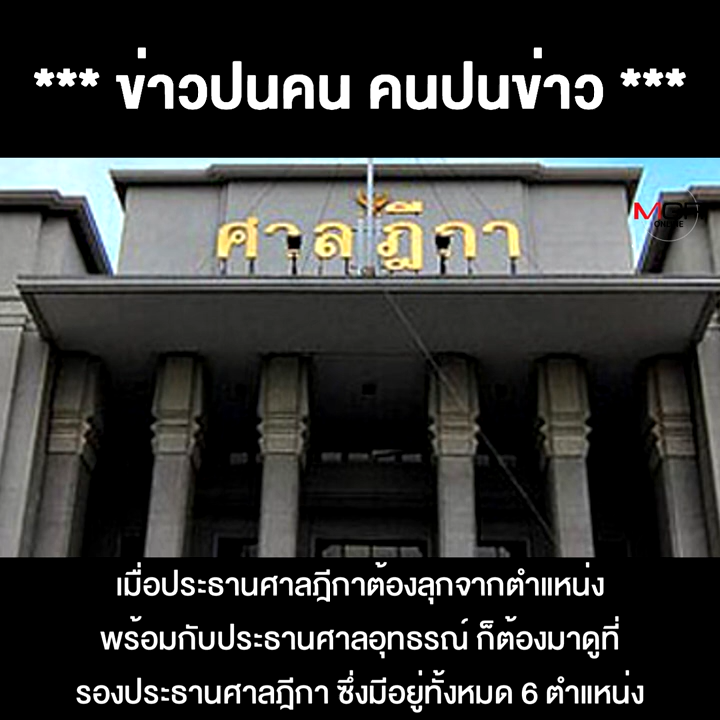 *** ข่าวปนคน คนปนข่าว ***
ศาลฎีกา
MGR
ONLINE
เมื่อประธานศาลฎีกาต้องลุกจากตำแหน่ง
พร้อมกับประธานศาลอุทธรณ์ ก็ต้องมาดูที่
รองประธานศาลฎีกา ซึ่งมีอยู่ทั้งหมด 6 ตำแหน่ง